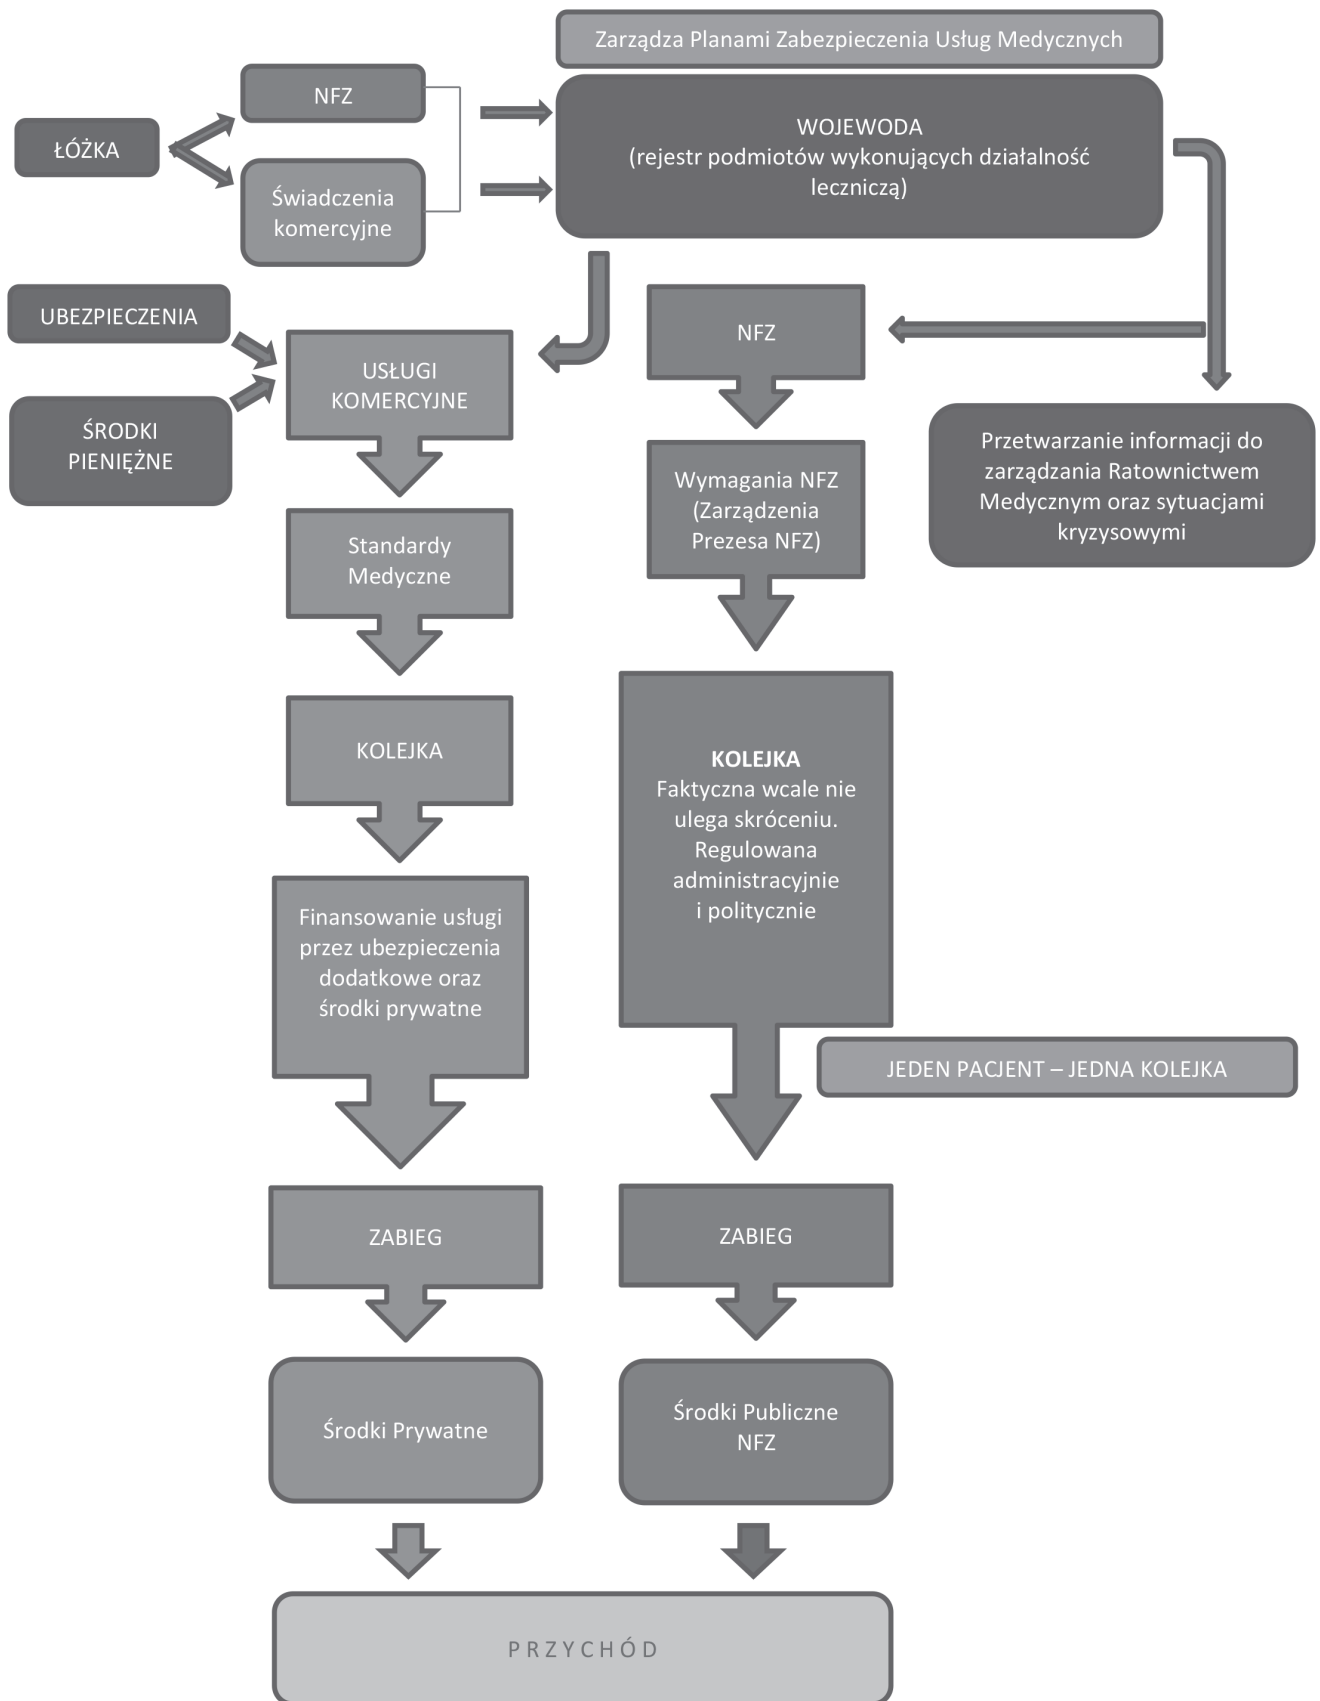 Zarządza Planami Zabezpieczenia Usług Medycznych
NFZ
ŁÓŻKA
Świadczenia
komercyjne
WOJEWODA
(rejestr podmiotów wykonujących działalność
leczniczą)
UBEZPIECZENIA
ŚRODKI
PIENIĘŻNE
USŁUGI
KOMERCYJNE
NFZ
Przetwarzanie informacji do
zarządzania Ratownictwem
Medycznym oraz sytuacjami
kryzysowymi
Wymagania NFZ
(Zarządzenia
Prezesa NFZ)
Standardy
Medyczne
KOLEJKA
KOLEJKA
Faktyczna wcale nie
ulega skróceniu.
Regulowana
administracyjnie
i politycznie
Finansowanie usługi
przez ubezpieczenia
dodatkowe oraz
środki prywatne
JEDEN PACJENT – JEDNA KOLEJKA
ZABIEG
ZABIEG
Środki Prywatne
Środki Publiczne
NFZ
PRZYCHÓD